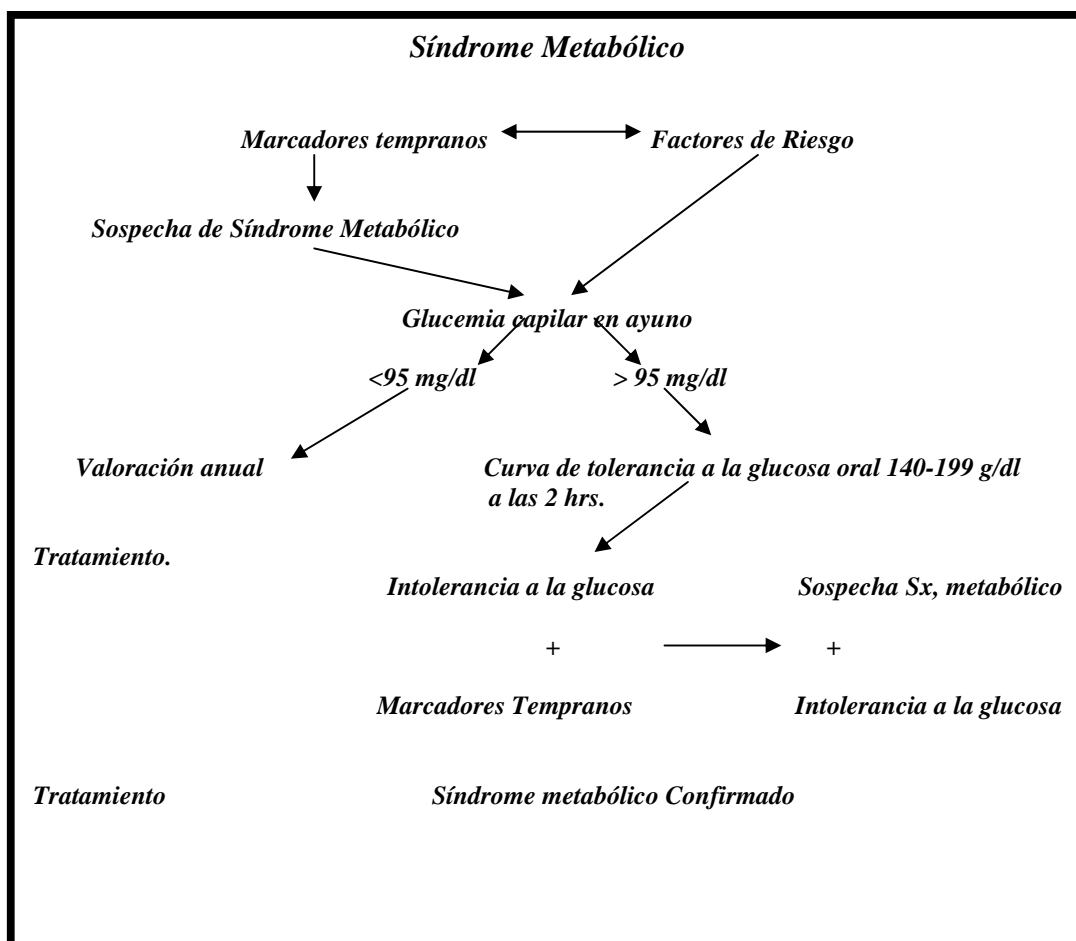 Síndrome Metabólico
Marcadores tempranos
Factores de Riesgo
Sospecha de Síndrome Metabólico
Glucemia capilar en ayuno
<95 mg/dl
> 95 mg/dl
Valoración anual
Curva de tolerancia a la glucosa oral 140-199 g/dl
a las 2 hrs.
Tratamiento.
Intolerancia a la glucosa
Sospecha Sx, metabólico
+
+
Marcadores Tempranos
Intolerancia a la glucosa
Tratamiento
Síndrome metabólico Confirmado